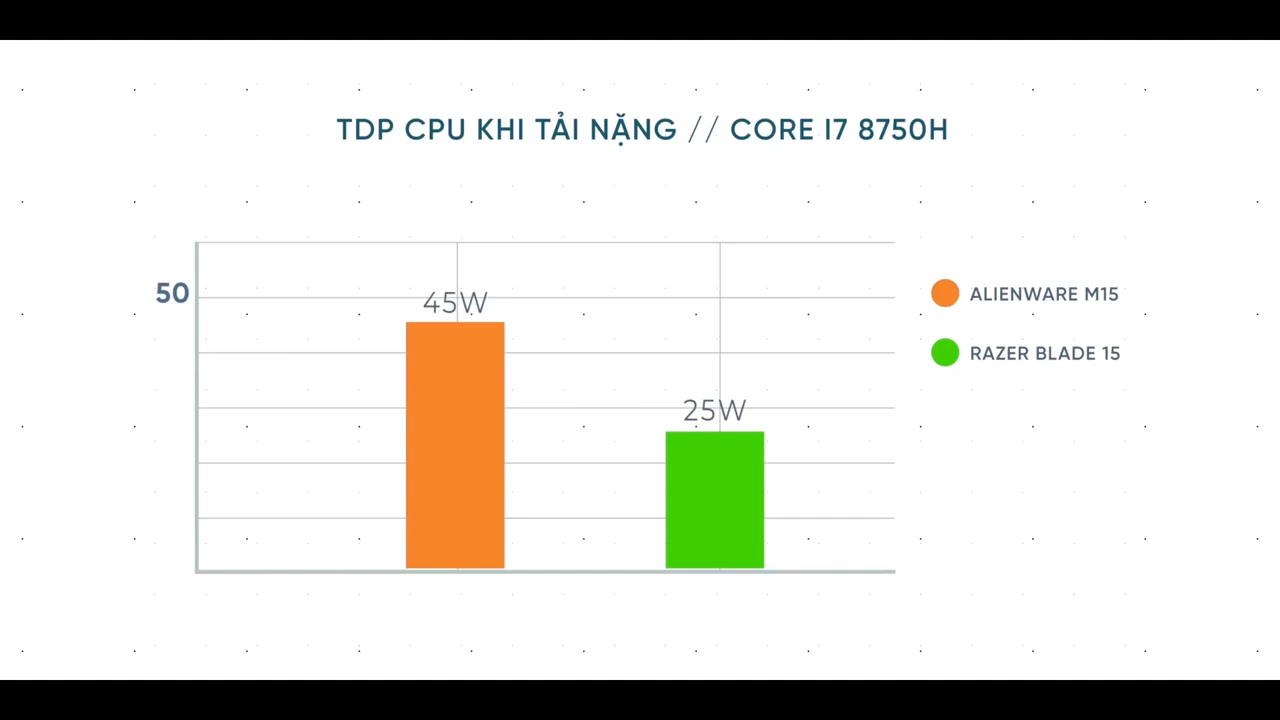 TDP CPU KHI TẢI NẶNG // CORE I7 8750H
50
45W
25W
ALIENWARE M15
RAZER BLADE 15